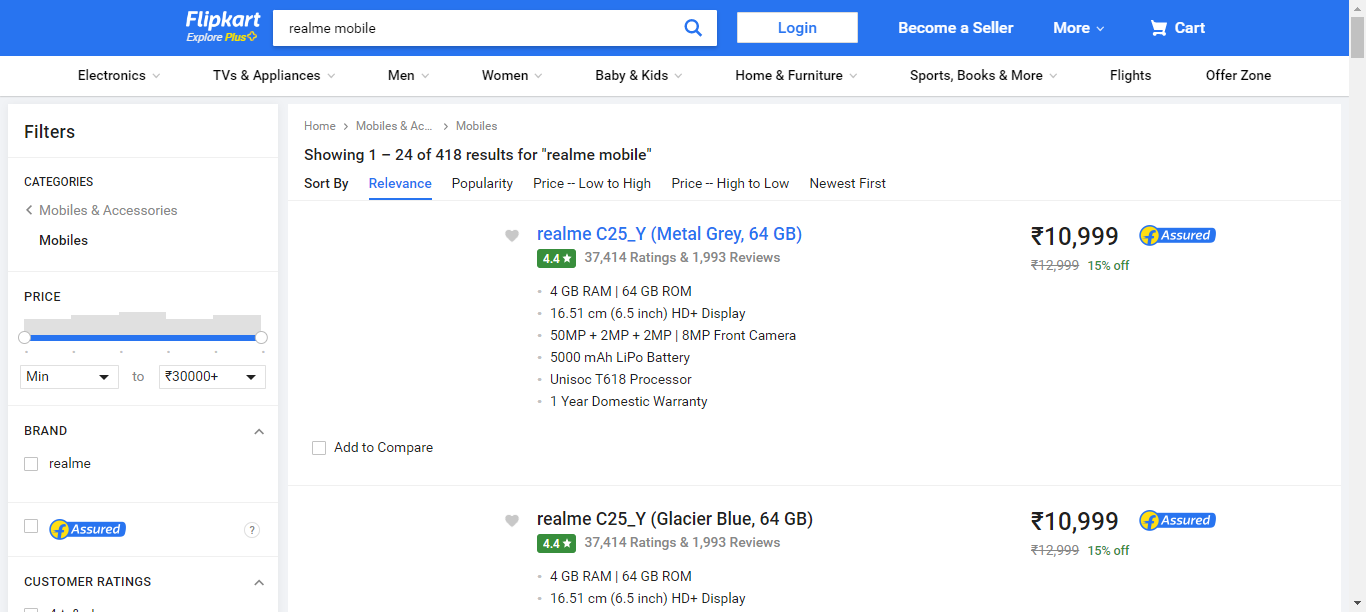 Flipkart
Explore Plus
realme mobile
Login
Become a Seller
More
Cart
Electronics
TVs & Appliances
Men
Women
Baby & Kids
Home & Furniture
Sports, Books & More
Flights
Offer Zone
Filters
CATEGORIES
Mobiles & Accessories
Mobiles
PRICE
Min
to
₹30000+
BRAND
realme
Assured
?
CUSTOMER RATINGS
Home
Mobiles & Ac...
Mobiles
Showing 1 – 24 of 418 results for "realme mobile"
Sort By
Relevance
Popularity
Price -- Low to High
Price -- High to Low
Newest First
realme C25_Y (Metal Grey, 64 GB)
4.4 ★ 37,414 Ratings & 1,993 Reviews
4 GB RAM | 64 GB ROM
16.51 cm (6.5 inch) HD+ Display
50MP + 2MP + 2MP | 8MP Front Camera
5000 mAh LiPo Battery
Unisoc T618 Processor
1 Year Domestic Warranty
₹10,999
Assured
₹12,999 15% off
Add to Compare
realme C25_Y (Glacier Blue, 64 GB)
4.4 ★ 37,414 Ratings & 1,993 Reviews
4 GB RAM | 64 GB ROM
16.51 cm (6.5 inch) HD+ Display
₹10,999
Assured
₹12,999 15% off